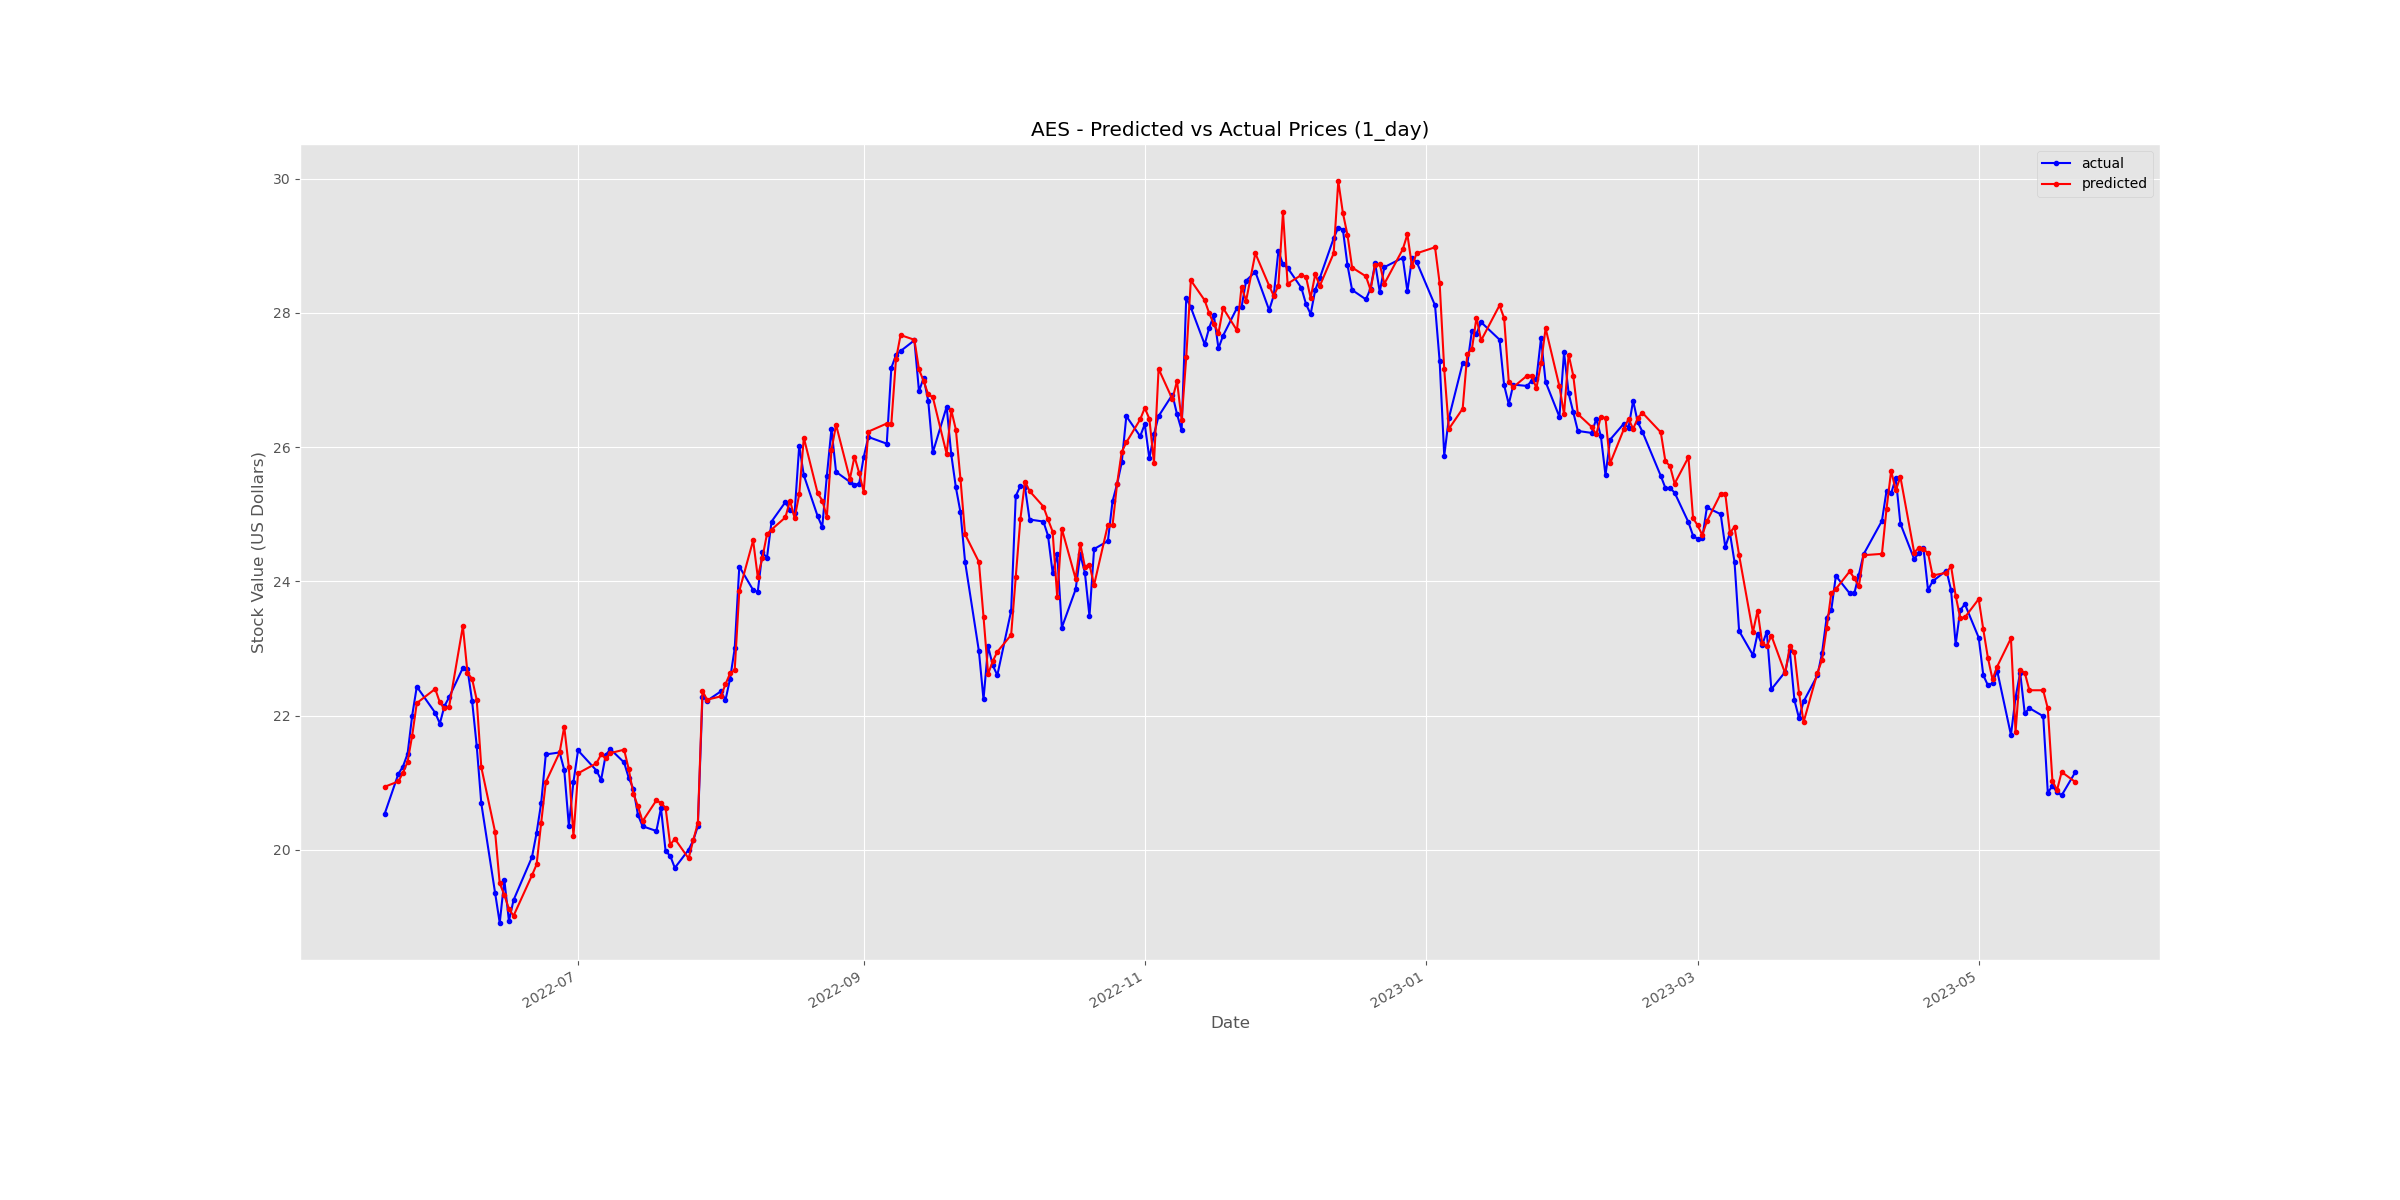 AES - Predicted vs Actual Prices (1_day)
actual
predicted
Stock Value (US Dollars)
30
28
26
24
22
20
2022-07
2022-09
2022-11
2023-01
2023-03
2023-05
Date